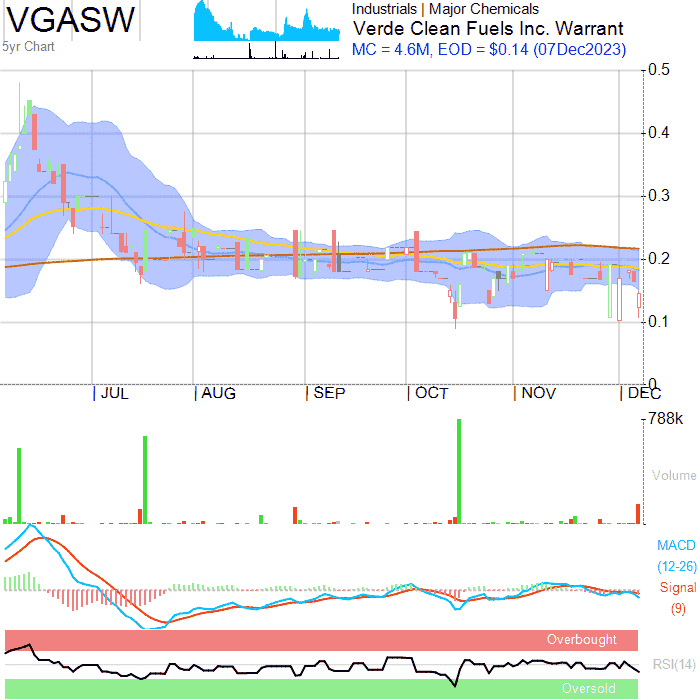 VGASW
5yr Chart
Industrials | Major Chemicals
Verde Clean Fuels Inc. Warrant
MC = 4.6M, EOD = $0.14 (07Dec2023)
0.5
0.4
0.3
0.2
0.1
0
JUL AUG SEP OCT NOV DEC
788k
Volume
MACD
(12-26)
Signal
(9)
Overbought
RSI(14)
Oversold